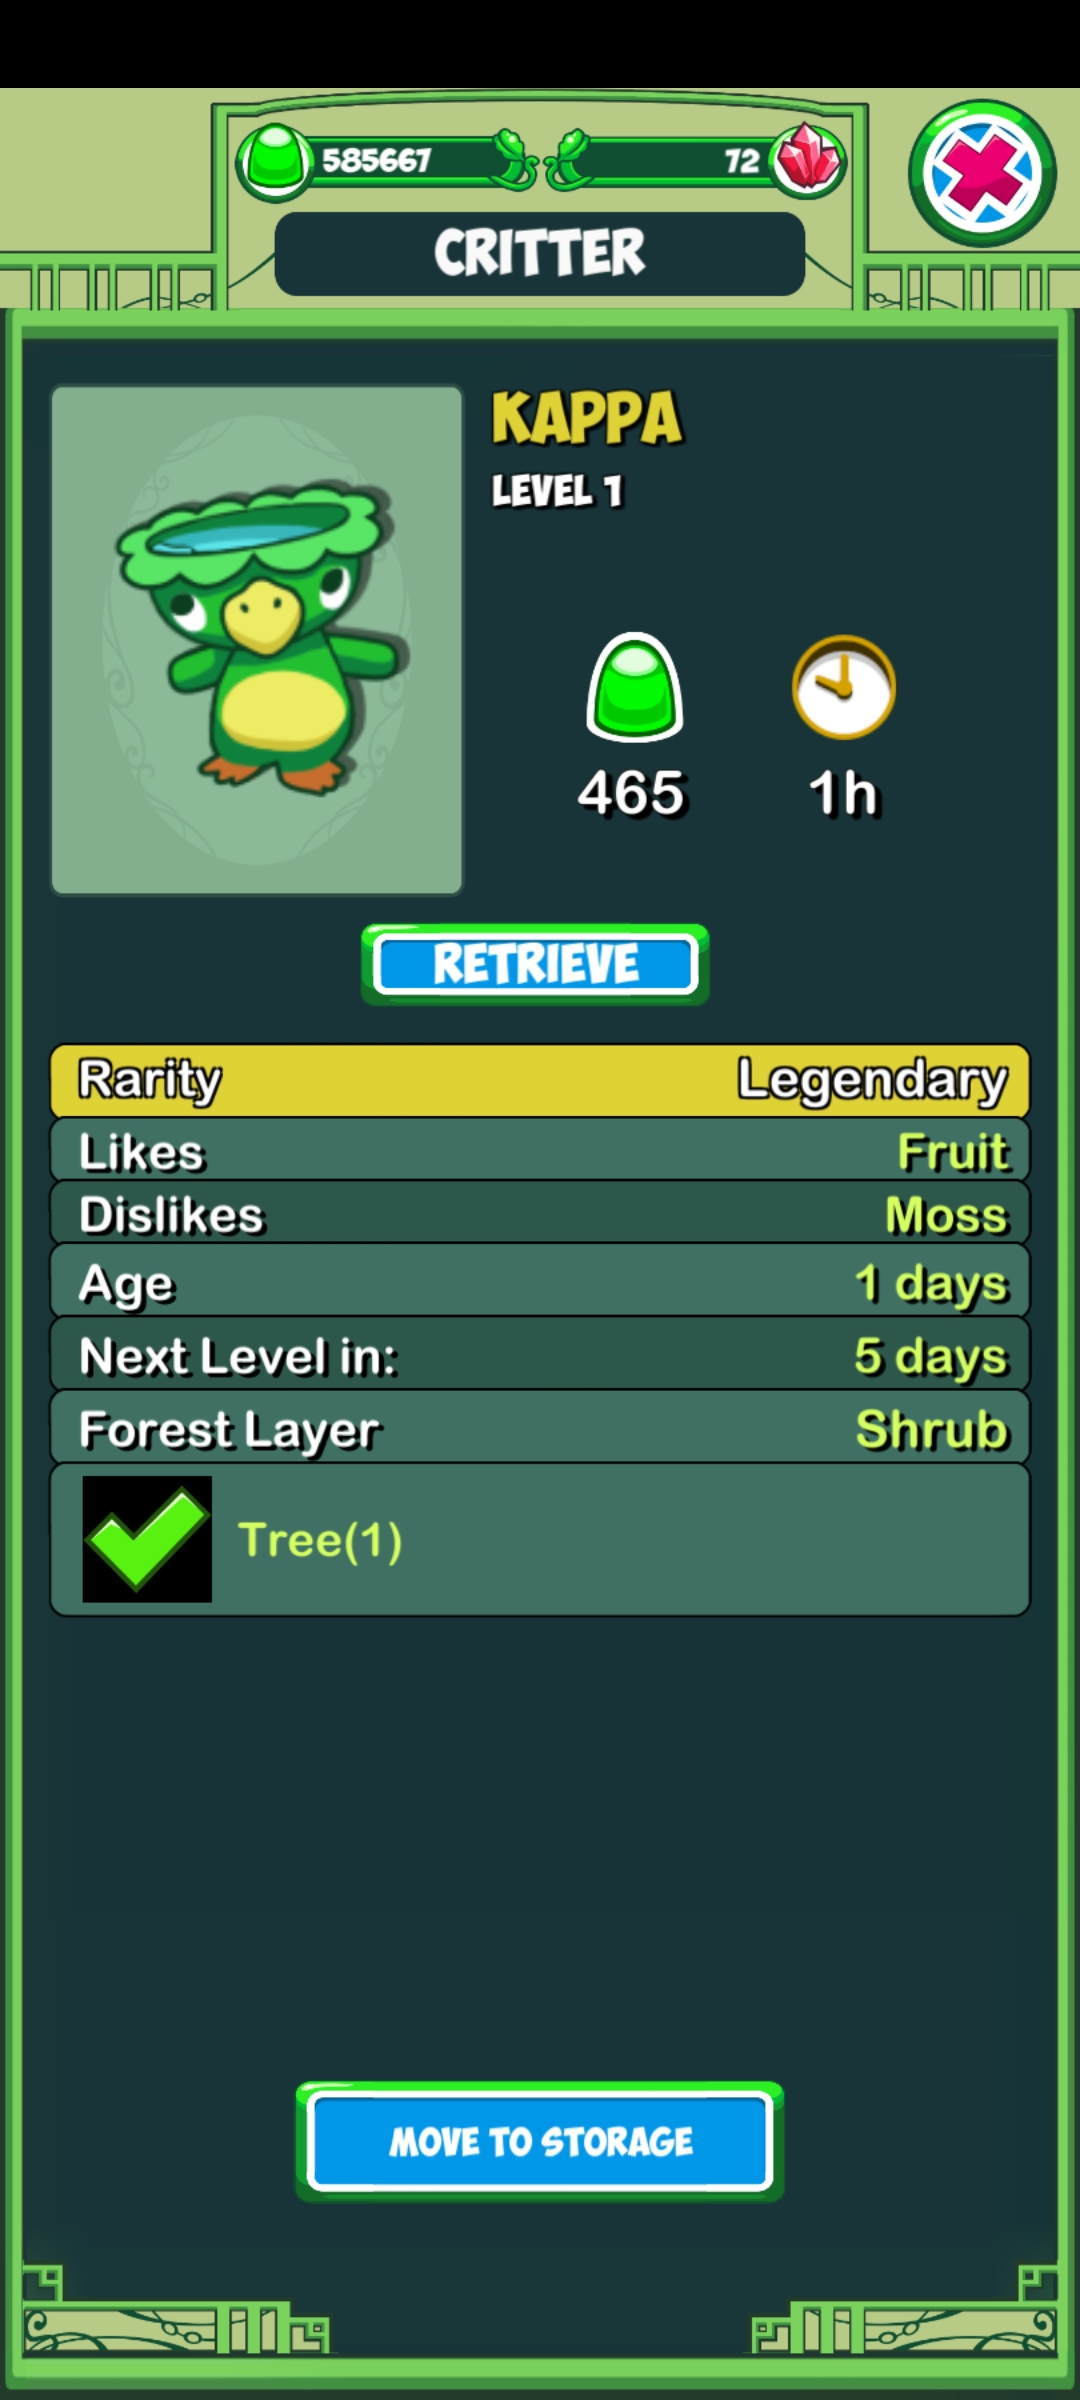 585667
72
CRITTER
KAPPA
LEVEL 1
465
1h
RETRIEVE
Rarity Legendary
Likes Fruit
Dislikes Moss
Age 1 days
Next Level in: 5 days
Forest Layer Shrub
Tree(1)
MOVE TO STORAGE